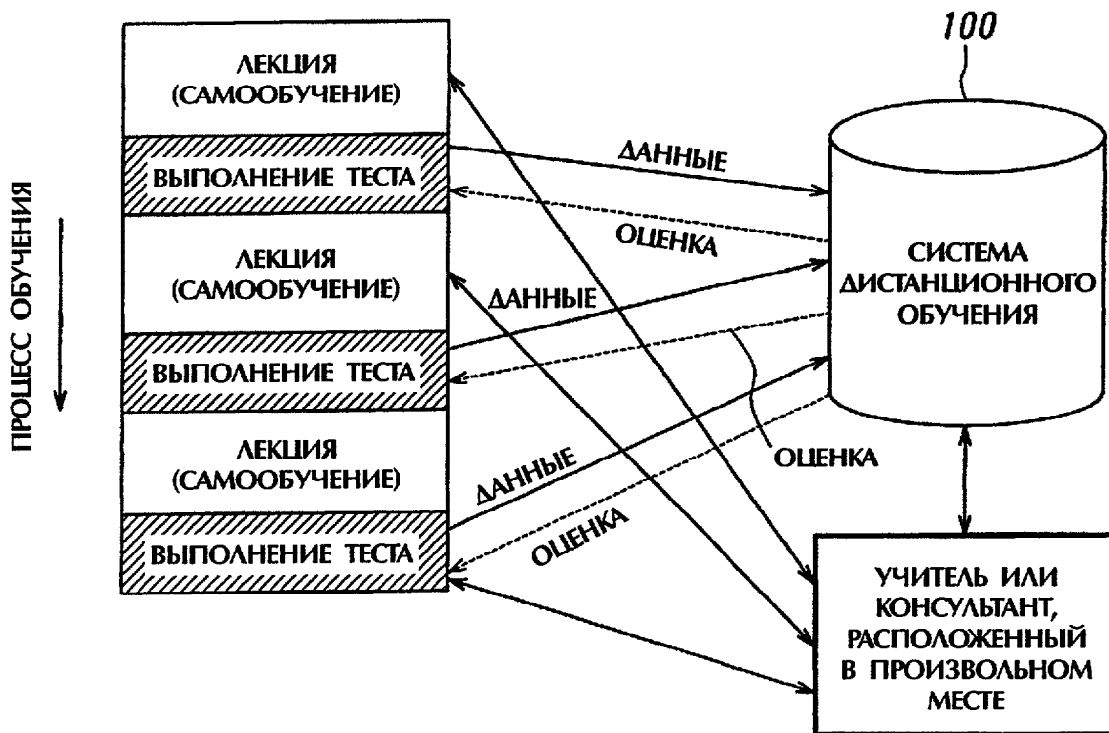 100
ПРОЦЕСС ОБУЧЕНИЯ
ЛЕКЦИЯ
(САМООБУЧЕНИЕ)
ВЫПОЛНЕНИЕ ТЕСТА
ЛЕКЦИЯ
(САМООБУЧЕНИЕ)
ВЫПОЛНЕНИЕ ТЕСТА
ЛЕКЦИЯ
(САМООБУЧЕНИЕ)
ВЫПОЛНЕНИЕ ТЕСТА
ДАННЫЕ
ОЦЕНКА
ДАННЫЕ
ОЦЕНКА
ДАННЫЕ
ОЦЕНКА
СИСТЕМА
ДИСТАНЦИОННОГО
ОБУЧЕНИЯ
УЧИТЕЛЬ ИЛИ
КОНСУЛЬТАНТ,
РАСПОЛОЖЕННЫЙ
В ПРОИЗВОЛЬНОМ
МЕСТЕ